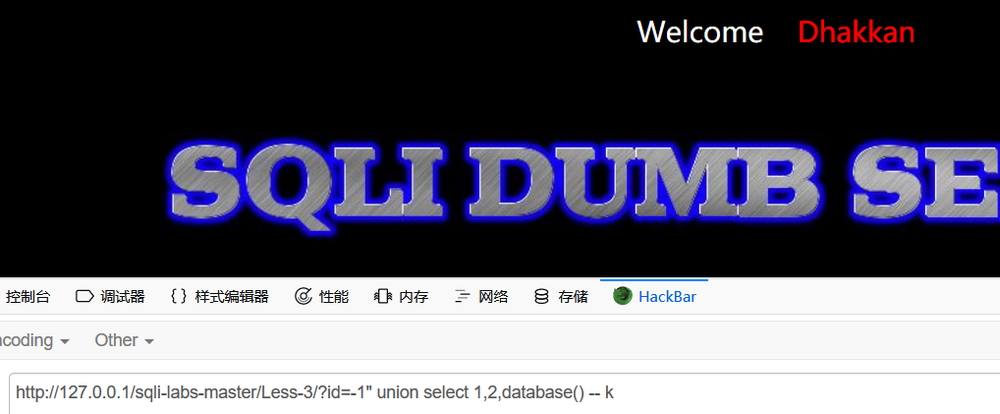 Welcome Dhakkan
SQLI DUMB SE
控制台 调试器 {} 样式编辑器 性能 内存 网络 存储 HackBar
ncoding Other
http://127.0.0.1/sqli-labs-master/Less-3/?id=-1" union select 1,2,database() -- k